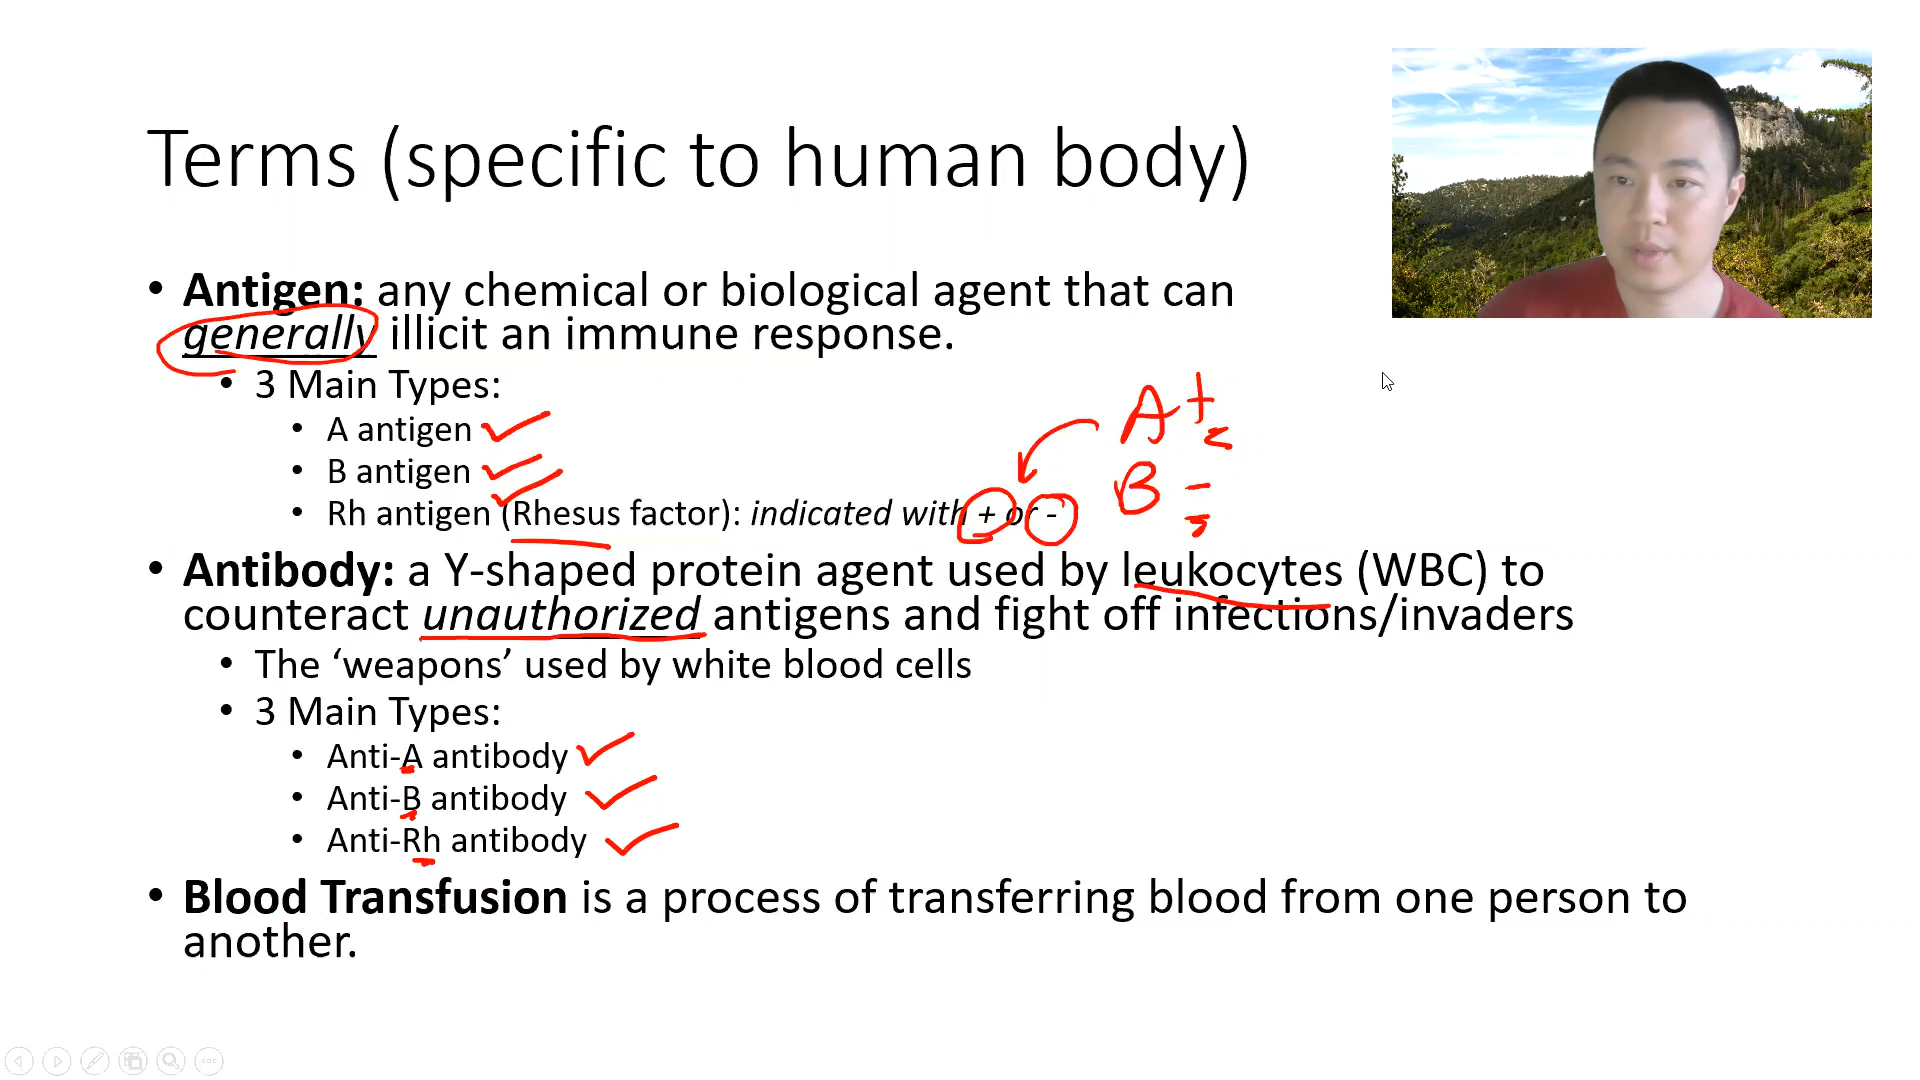 Terms (specific to human body)
• Antigen: any chemical or biological agent that can
generally illicit an immune response.
• 3 Main Types:
• A antigen
• B antigen
• Rh antigen (Rhesus factor): indicated with + or -
A +
B -
• Antibody: a Y-shaped protein agent used by leukocytes (WBC) to
counteract unauthorized antigens and fight off infections/invaders
• The ‘weapons’ used by white blood cells
• 3 Main Types:
• Anti-A antibody
• Anti-B antibody
• Anti-Rh antibody
• Blood Transfusion is a process of transferring blood from one person to
another.